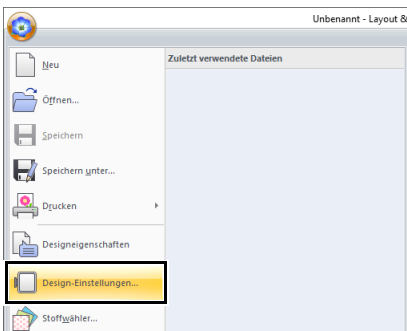 Unbenannt - Layout &
Neu
Zuletzt verwendete Dateien
Öffnen...
Speichern
Speichern unter...
Drucken
Designeigenschaften
Design-Einstellungen...
Stoffwähler...